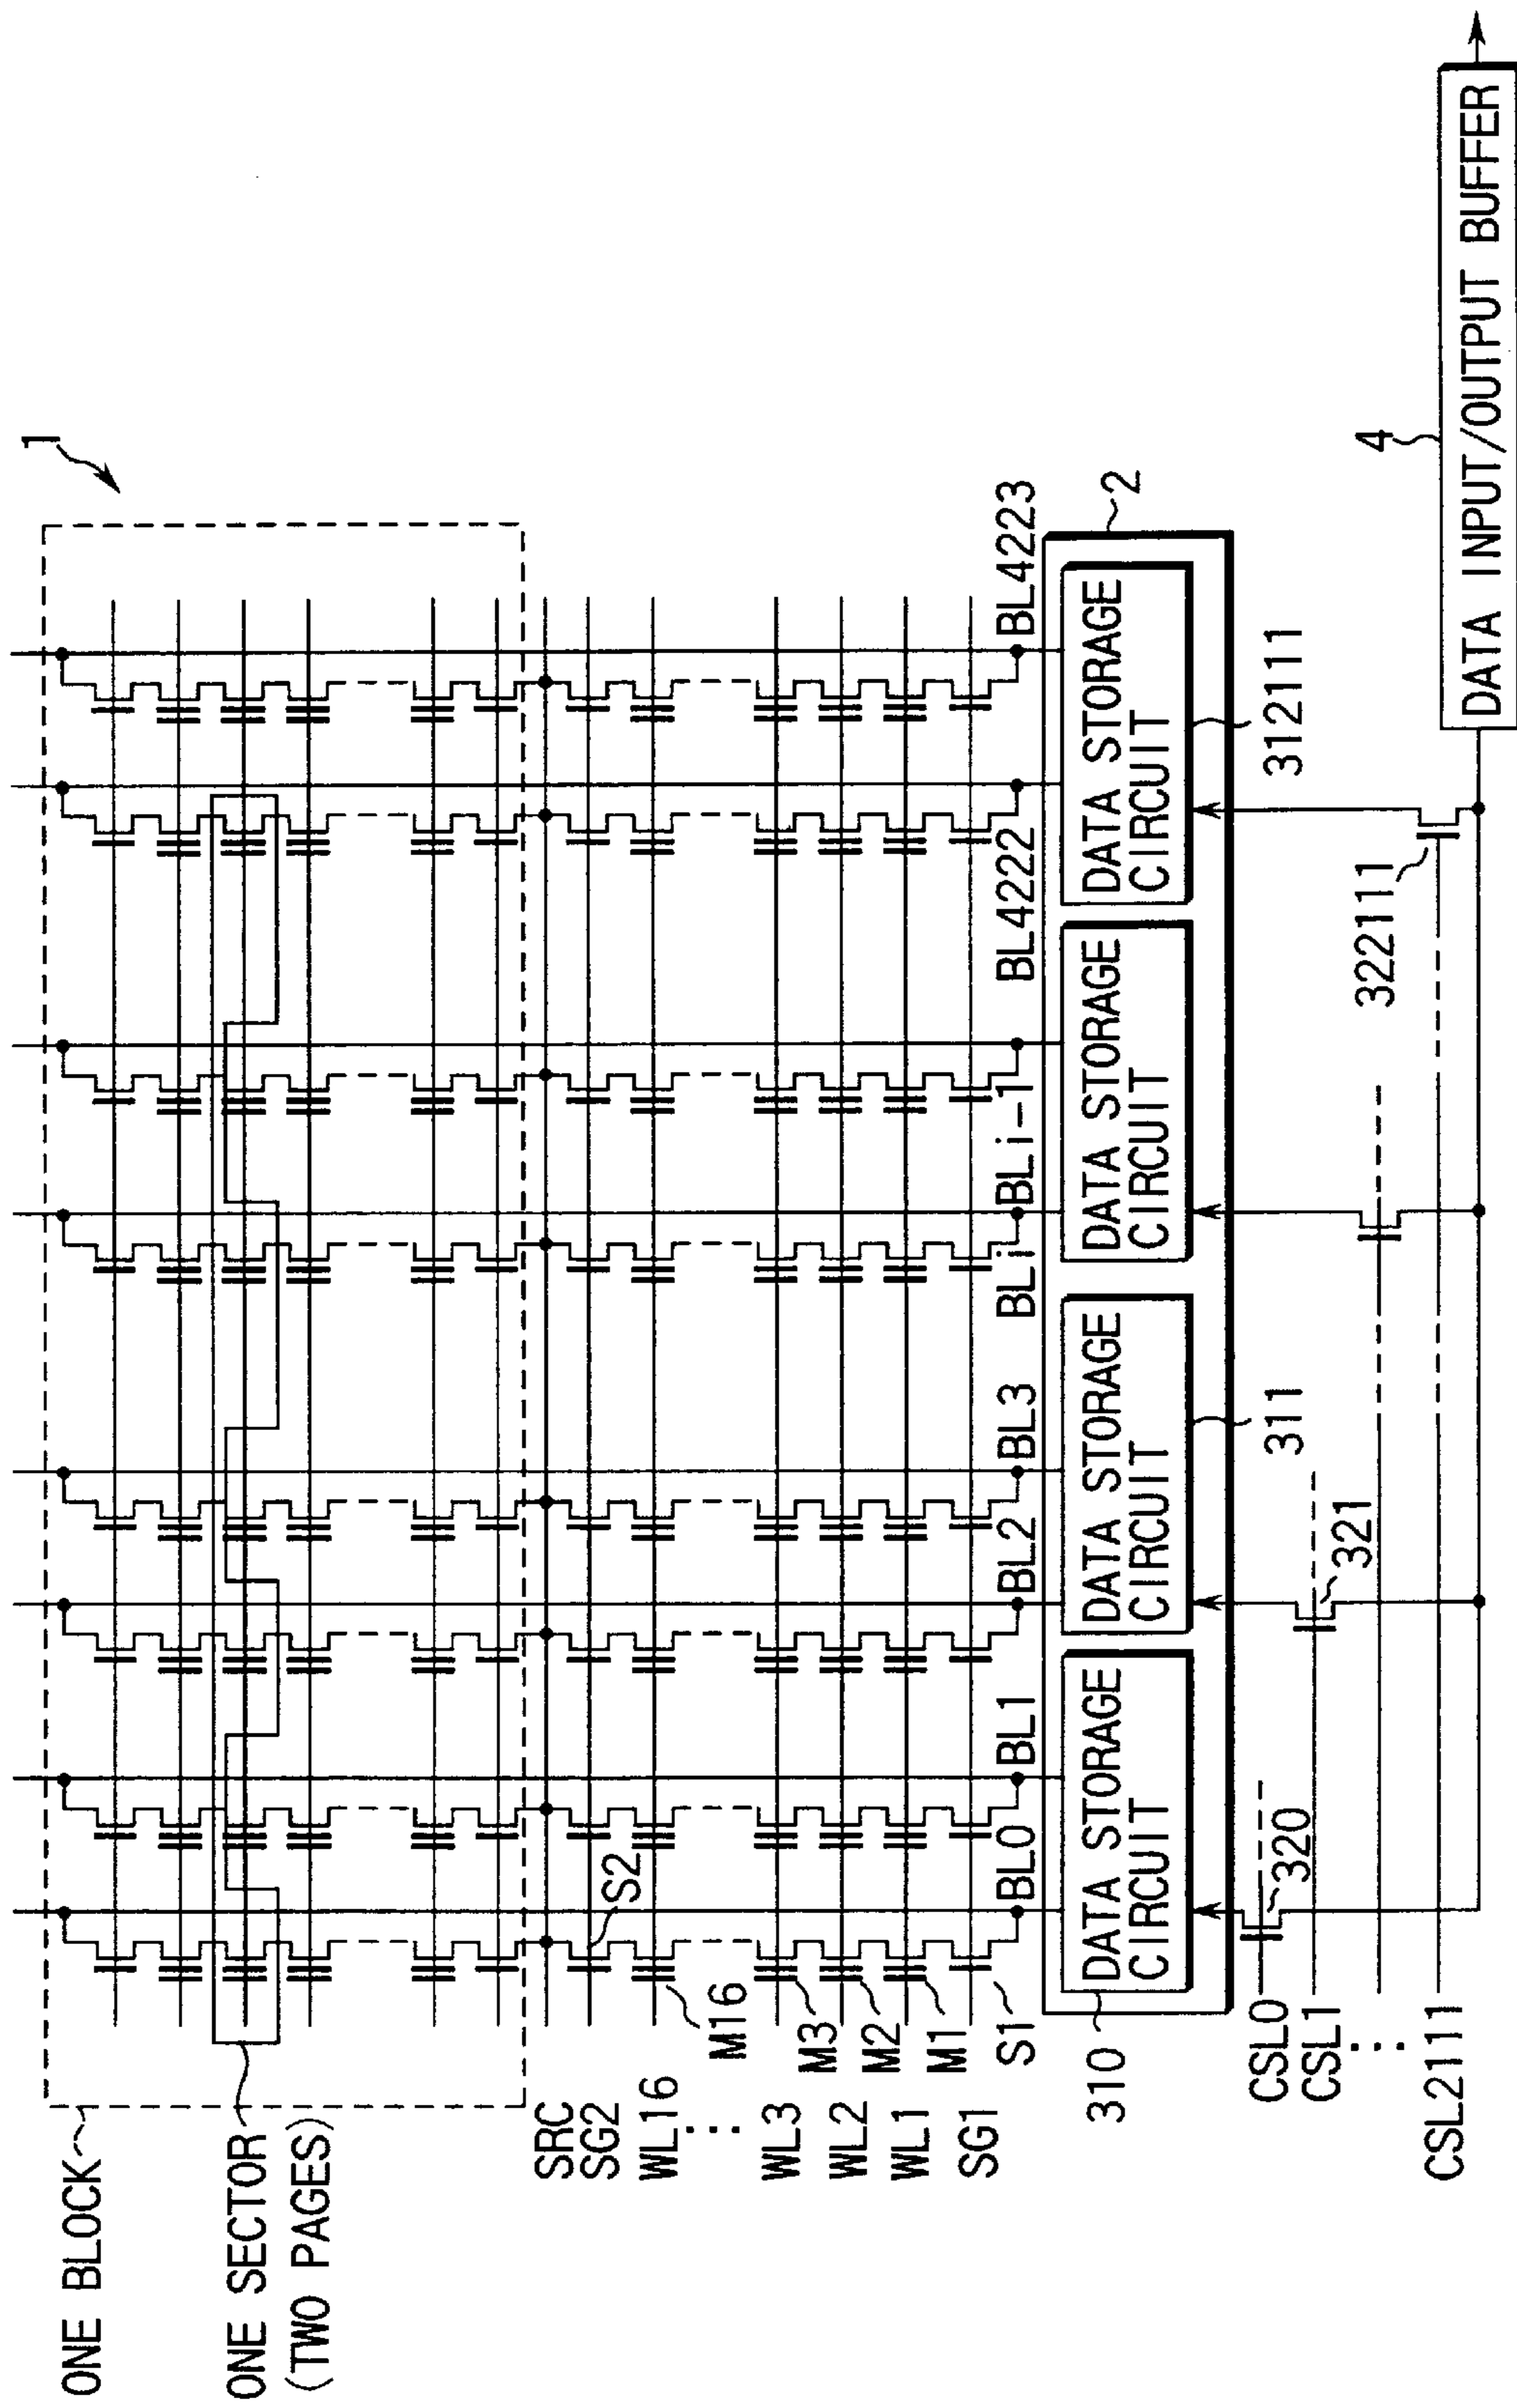 1
ONE BLOCK
ONE SECTOR
(TWO PAGES)
SRC
SG2
S2
WL16
M16
⋮
WL3
M3
WL2
M2
WL1
M1
SG1
S1
BL0
BL1
BL2
BL3
BLi
BLi-1
BL4222
BL4223
2
310
DATA STORAGE
CIRCUIT
DATA STORAGE
CIRCUIT
DATA STORAGE
CIRCUIT
DATA STORAGE
CIRCUIT
311
3122111
CSL0
320
CSL1
321
⋮
CSL2111
322111
4
DATA INPUT/OUTPUT BUFFER